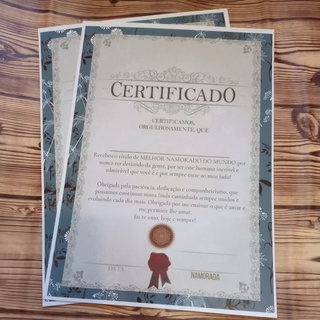 CERTIFICADO
CERTIFICAMOS,
ORGULHOSAMENTE, QUE
Recebeu o título de MELHOR NAMORADO DO MUNDO por
nunca ter desistido da gente, por ser esse humano incrível e
admirável que você é e por sempre estar ao meu lado!
Obrigada pela paciência, dedicação e companheirismo, que
possamos continuar nossa linda caminhada sempre unidos e
evoluindo cada dia mais. Obrigada por me ensinar o que é amar e
me permitir lhe amar.
Eu te amo, hoje e sempre!
DATA
NAMORADA